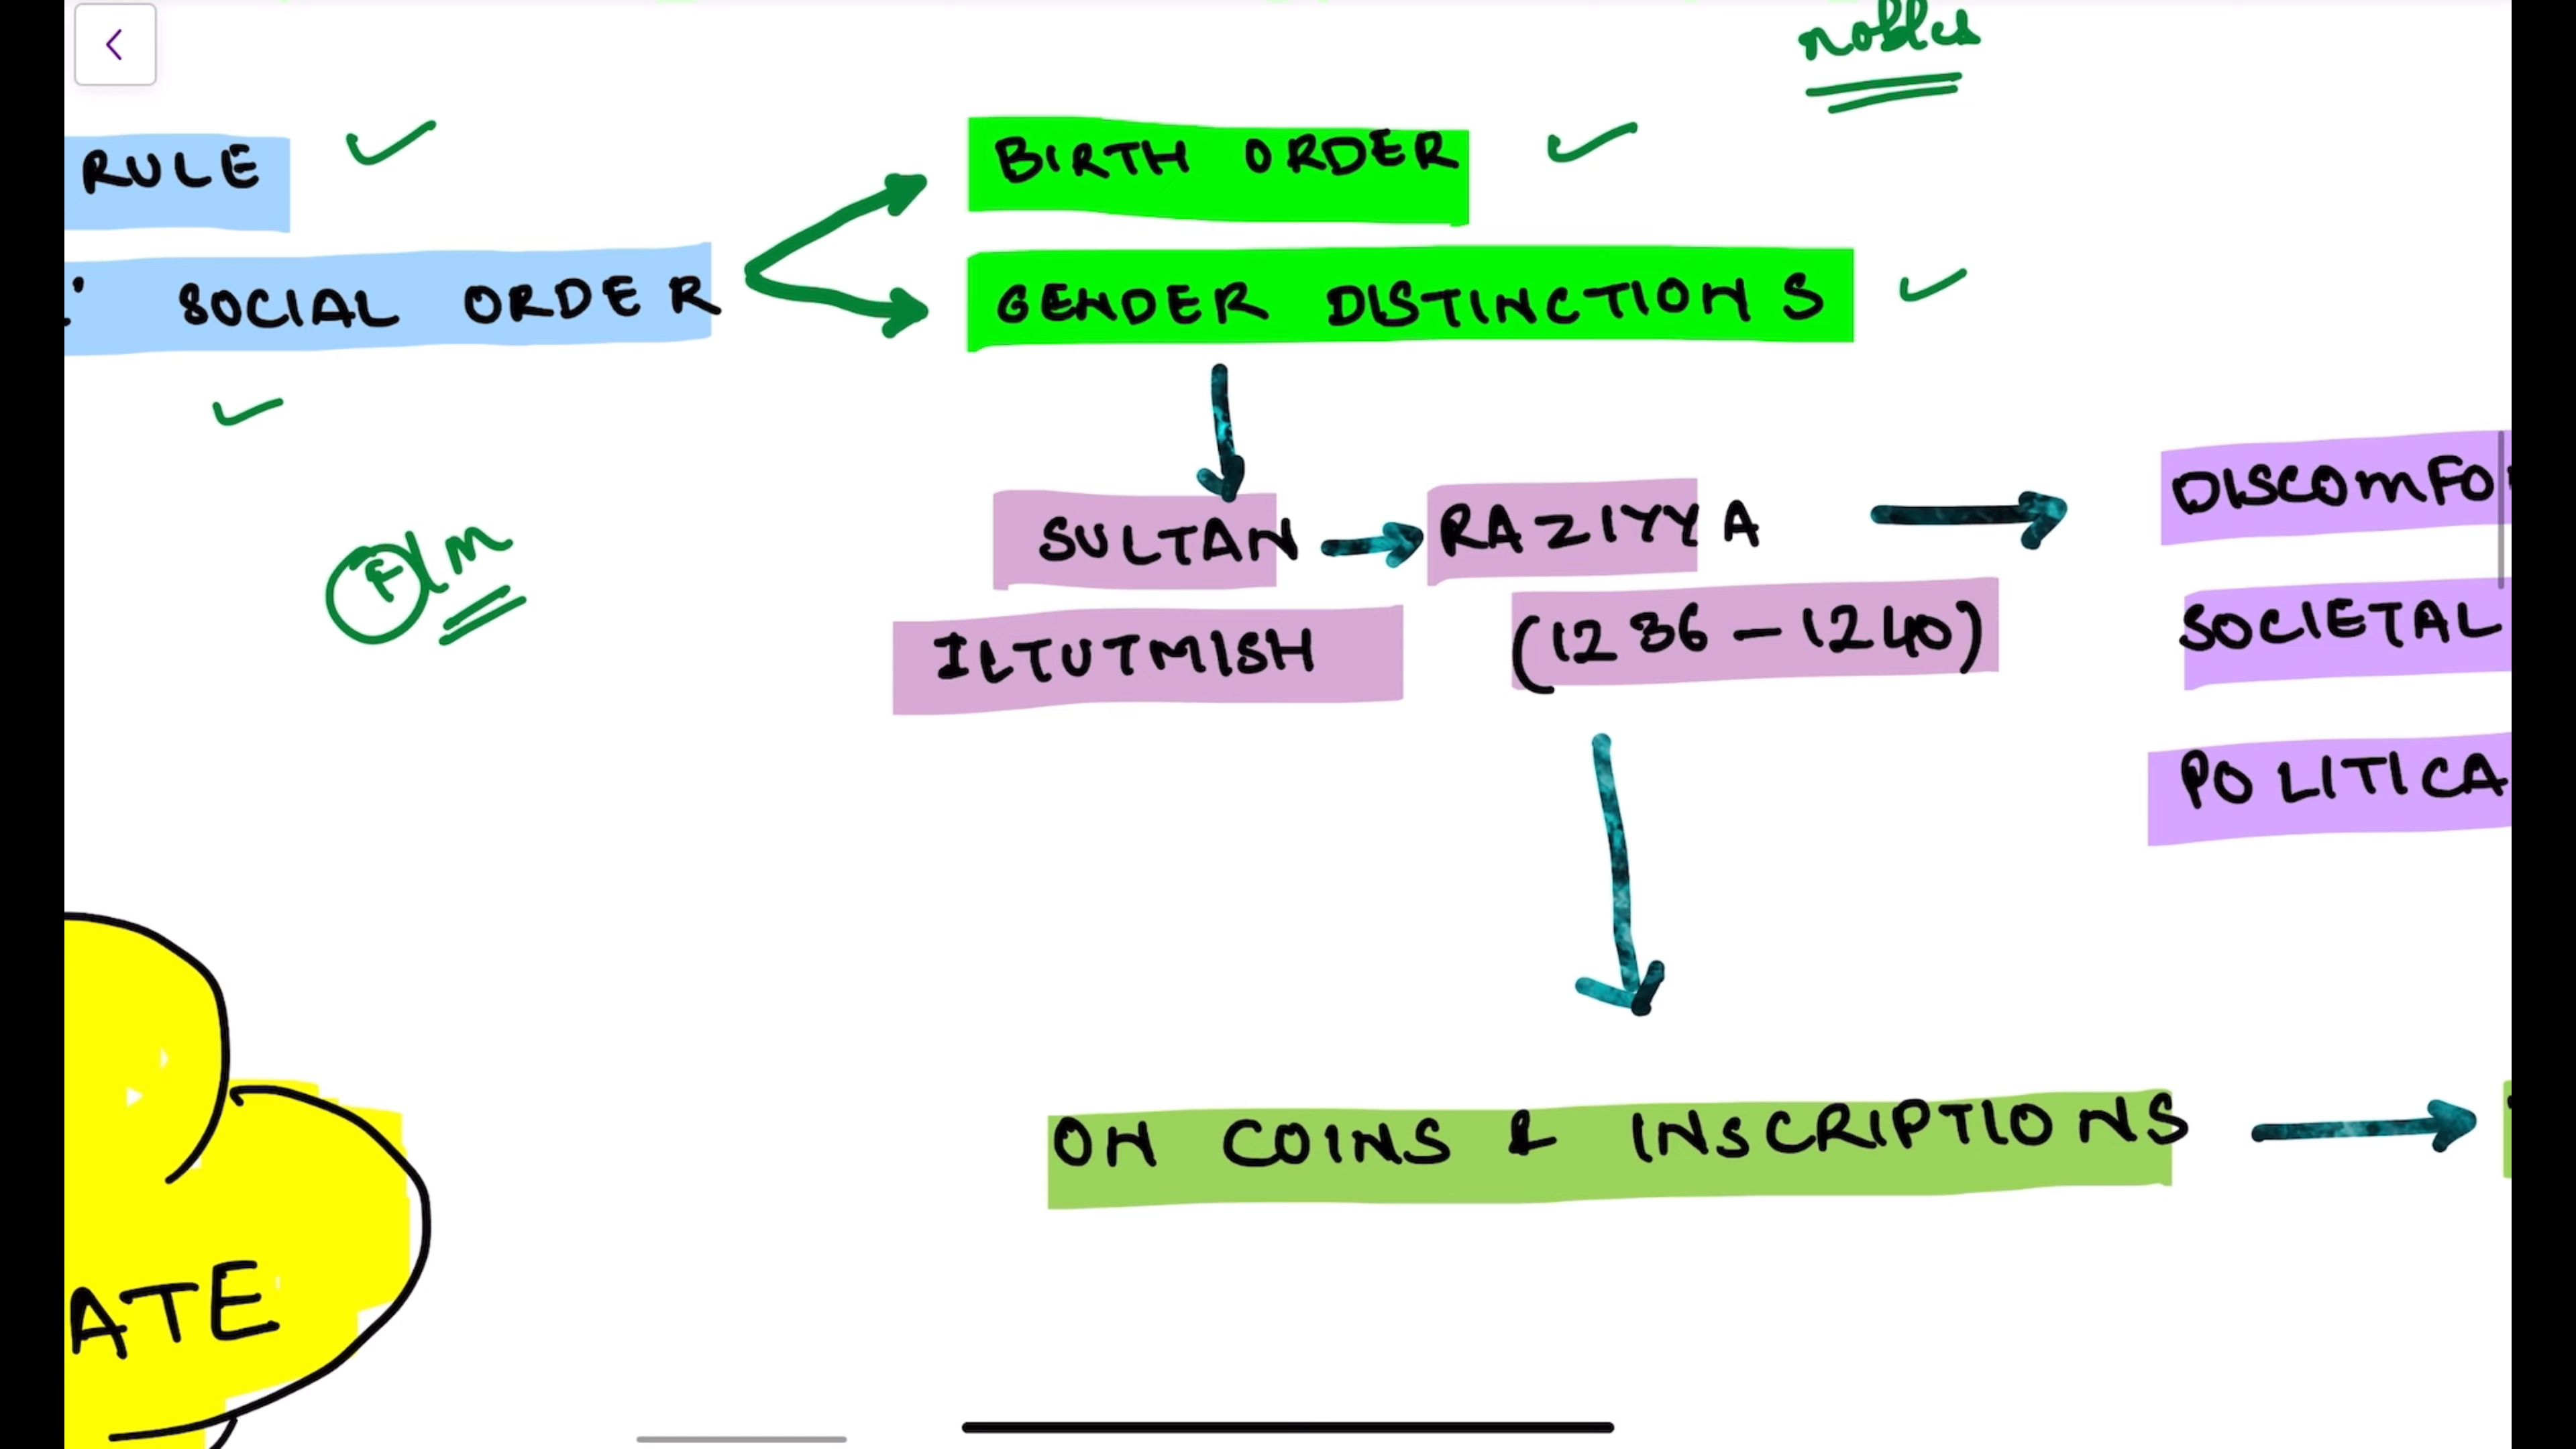 nobles
RULE
BIRTH ORDER
: SOCIAL ORDER
GENDER DISTINCTIONS
SULTAN
RAZIYYA
DISCOMFO
F/M
ILTUTMISH
(1236-1240)
SOCIETAL
POLITICA
ON COINS & INSCRIPTIONS
ATE